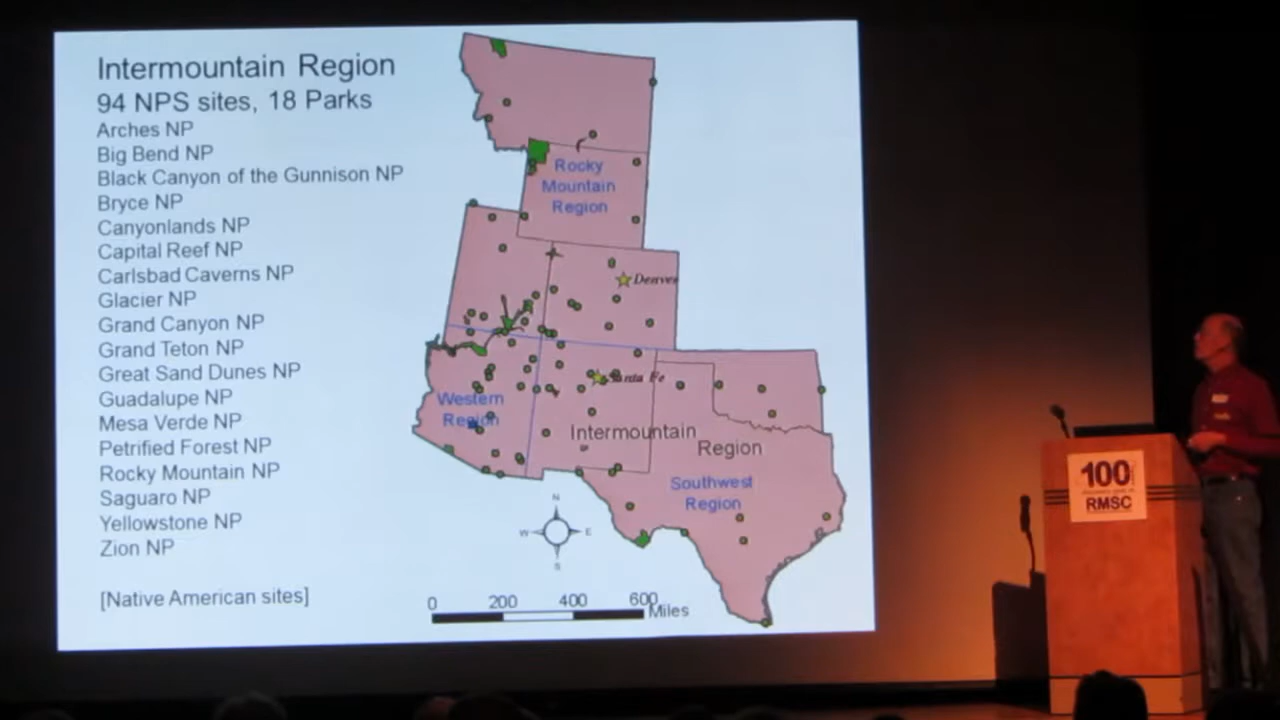 Intermountain Region
94 NPS sites, 18 Parks
Arches NP
Big Bend NP
Black Canyon of the Gunnison NP
Bryce NP
Canyonlands NP
Capital Reef NP
Carlsbad Caverns NP
Glacier NP
Grand Canyon NP
Grand Teton NP
Great Sand Dunes NP
Guadalupe NP
Mesa Verde NP
Petrified Forest NP
Rocky Mountain NP
Saguaro NP
Yellowstone NP
Zion NP
[Native American sites]
Rocky
Mountain
Region
Denver
Santa Fe
Western
Region
Intermountain
Region
Southwest
Region
N
W E
S
0 200 400 600
Miles
100
RMSC